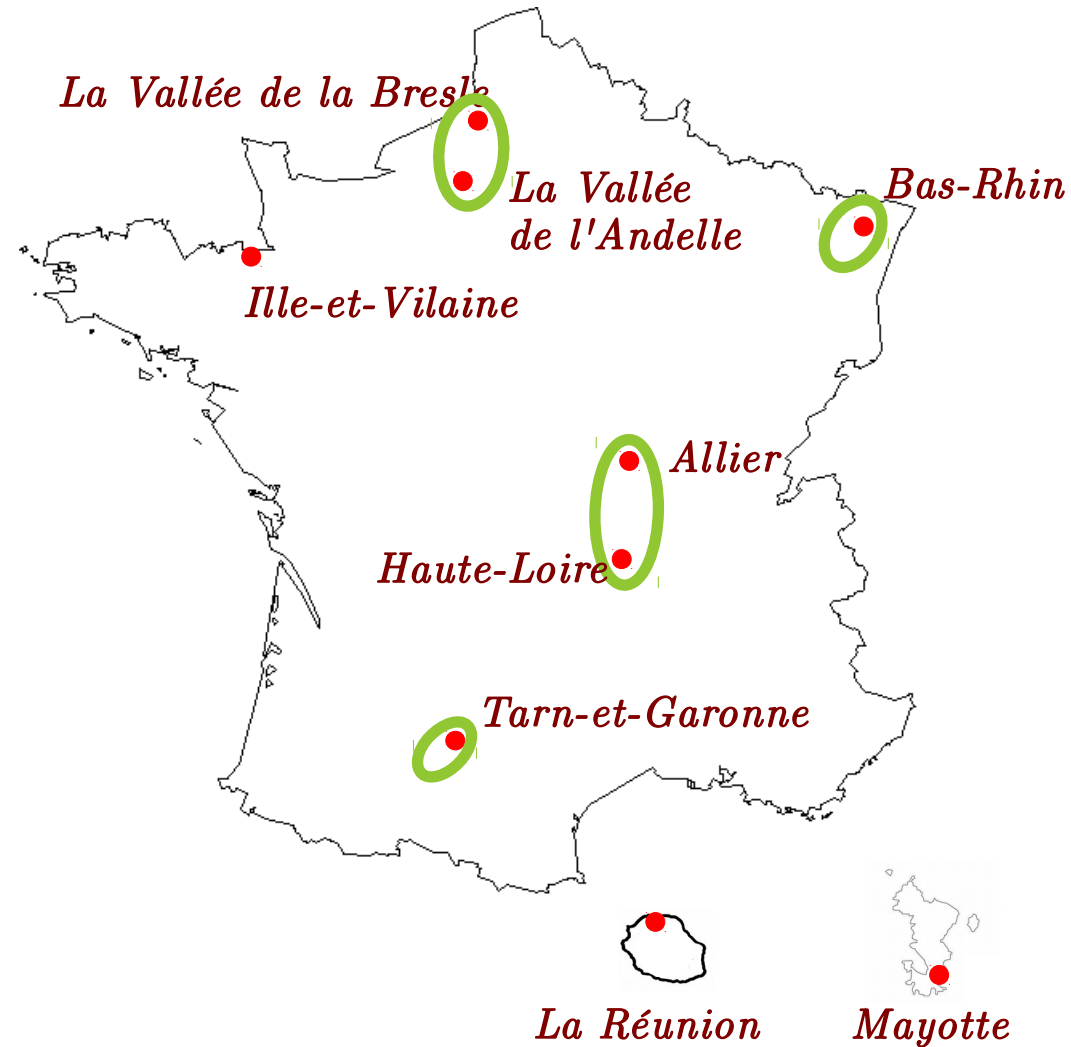 La Vallée de la Bresle
La Vallée
de l'Andelle
Bas-Rhin
Ille-et-Vilaine
Allier
Haute-Loire
Tarn-et-Garonne
La Réunion
Mayotte